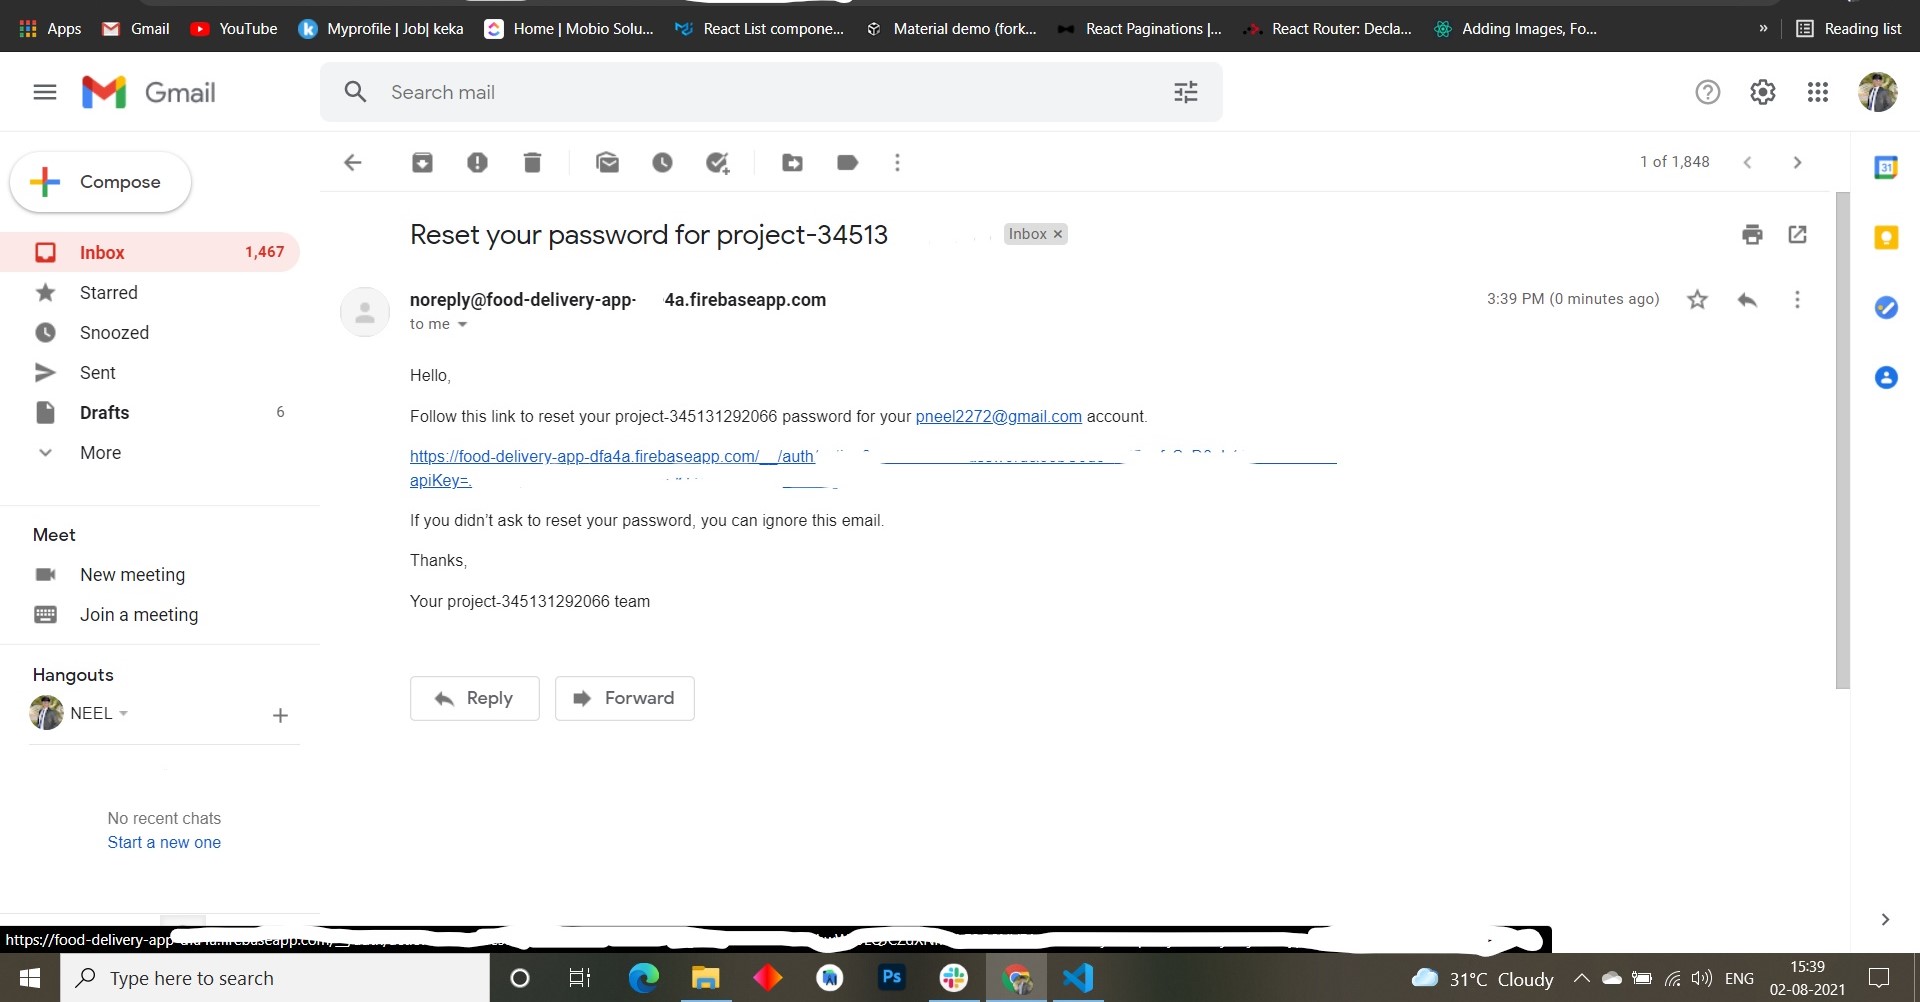 Apps Gmail YouTube Myprofile | Job| keka Home | Mobio Solu... React List compone... Material demo (fork... React Paginations |... React Router: Decla... Adding Images, Fo... » Reading list
Gmail
Search mail
Compose
1 of 1,848
Inbox 1,467
Starred
Snoozed
Sent
Drafts 6
More
Meet
New meeting
Join a meeting
Hangouts
NEEL
No recent chats
Start a new one
Reset your password for project-34513 Inbox ×
noreply@food-delivery-app- 4a.firebaseapp.com 3:39 PM (0 minutes ago)
to me
Hello,
Follow this link to reset your project-345131292066 password for your pneel2272@gmail.com account.
https://food-delivery-app-dfa4a.firebaseapp.com/__/auth/
apiKey=
If you didn't ask to reset your password, you can ignore this email.
Thanks,
Your project-345131292066 team
Reply Forward
31
https://food-delivery-app-
Type here to search
Ps
31°C Cloudy
ENG
15:39
02-08-2021